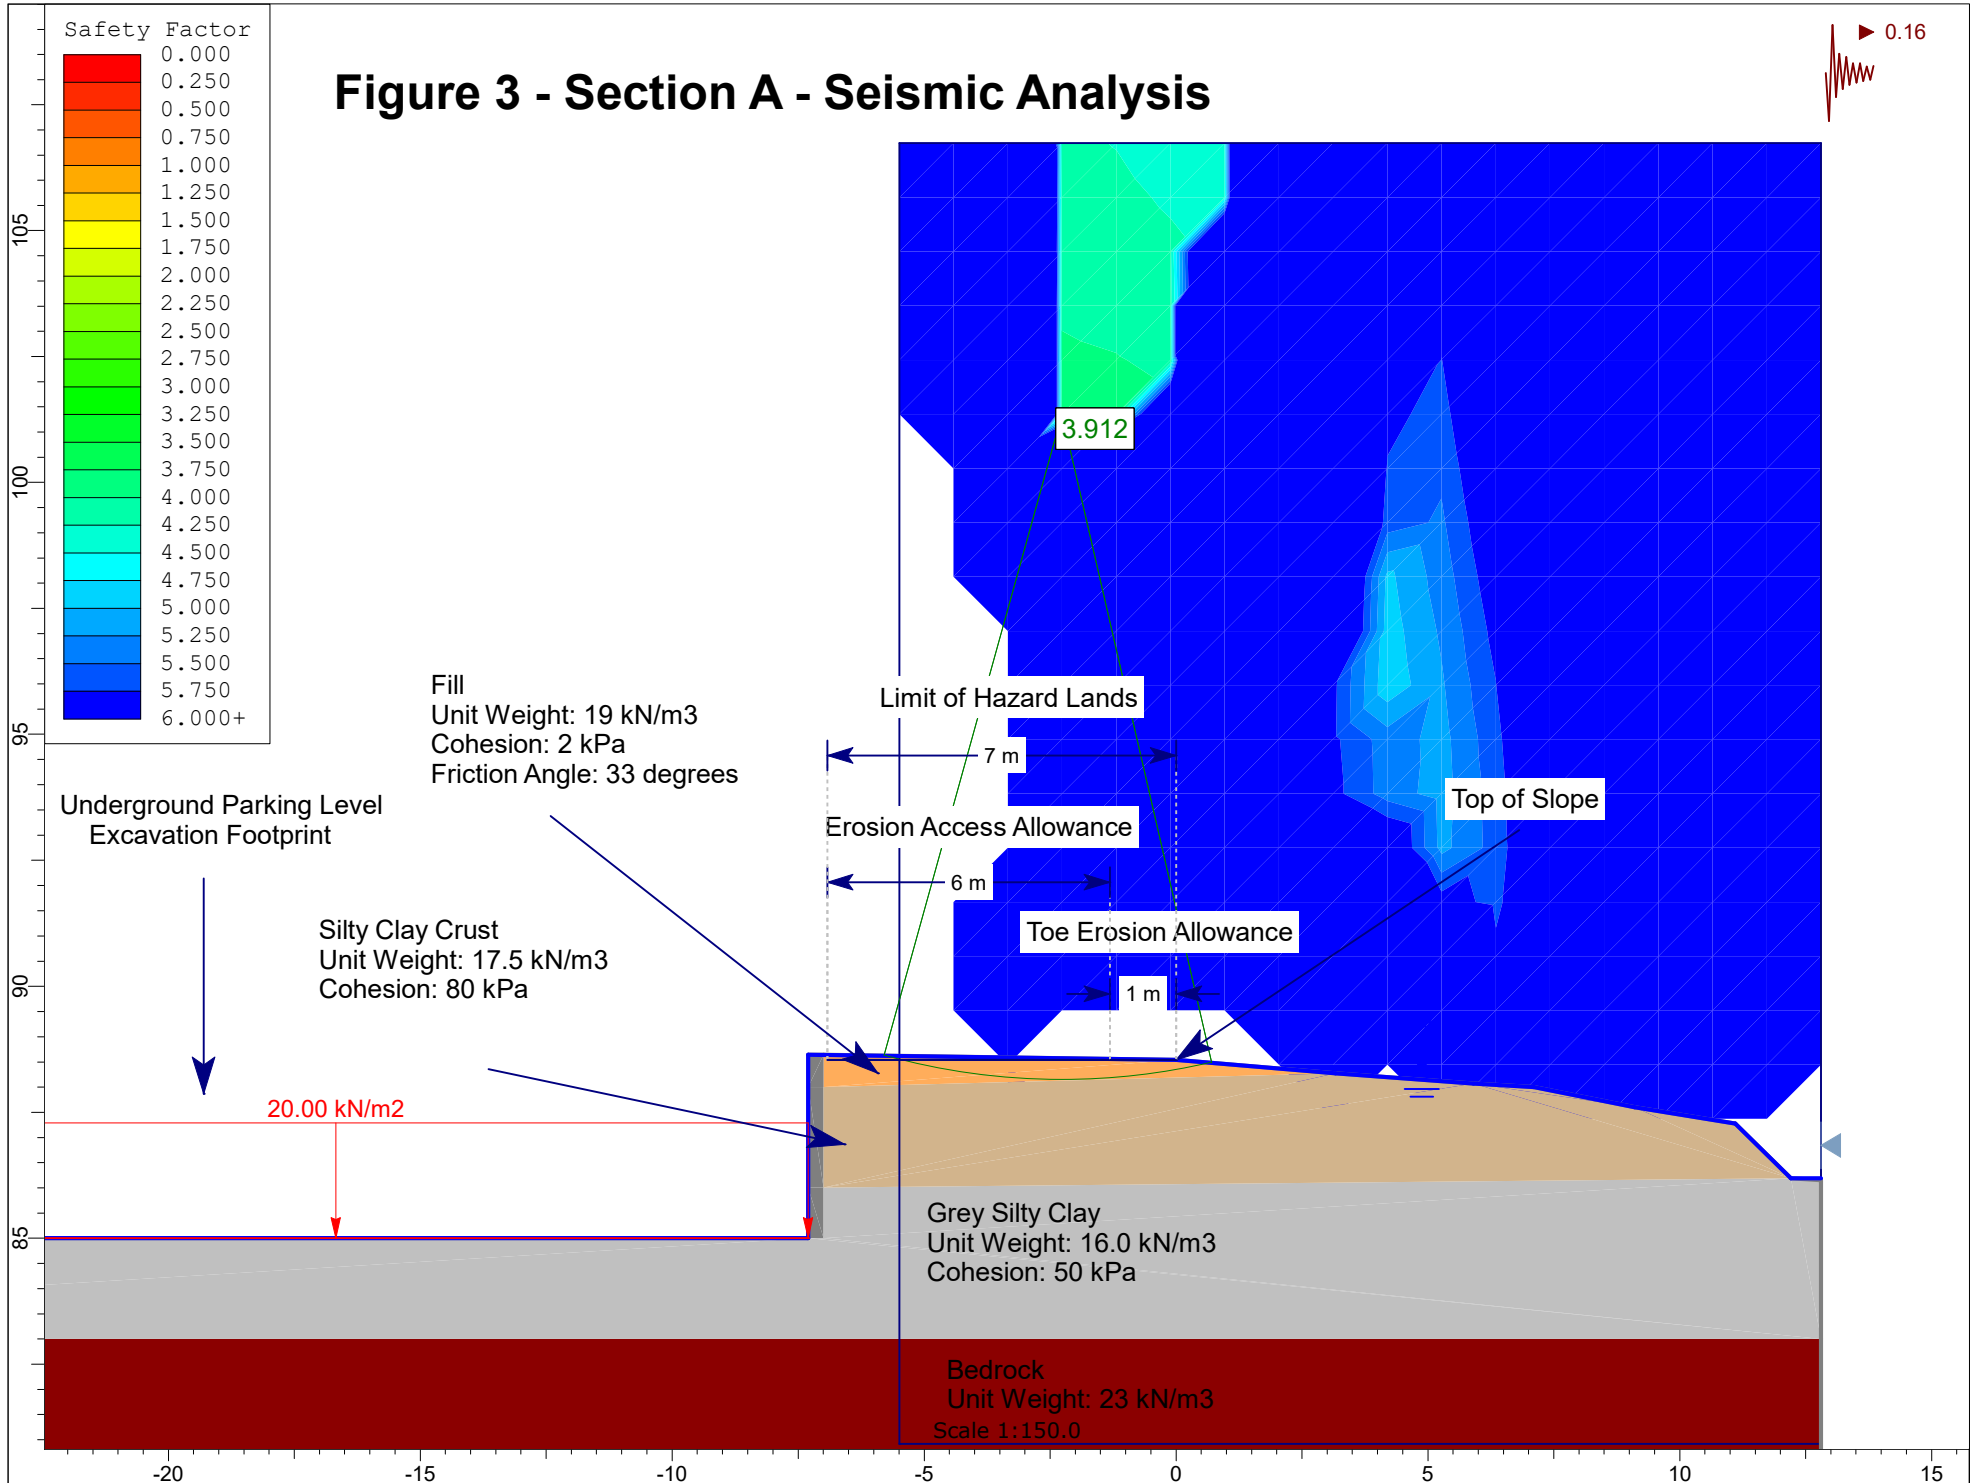 Safety Factor
0.000
0.250
0.500
0.750
1.000
1.250
1.500
1.750
2.000
2.250
2.500
2.750
3.000
3.250
3.500
3.750
4.000
4.250
4.500
4.750
5.000
5.250
5.500
5.750
6.000+
Figure 3 - Section A - Seismic Analysis
0.16
3.912
Fill
Unit Weight: 19 kN/m3
Cohesion: 2 kPa
Friction Angle: 33 degrees
Limit of Hazard Lands
7 m
Underground Parking Level
Excavation Footprint
Erosion Access Allowance
6 m
Top of Slope
Silty Clay Crust
Unit Weight: 17.5 kN/m3
Cohesion: 80 kPa
Toe Erosion Allowance
1 m
20.00 kN/m2
Grey Silty Clay
Unit Weight: 16.0 kN/m3
Cohesion: 50 kPa
Bedrock
Unit Weight: 23 kN/m3
Scale 1:150.0
105
100
95
90
85
-20
-15
-10
-5
0
5
10
15